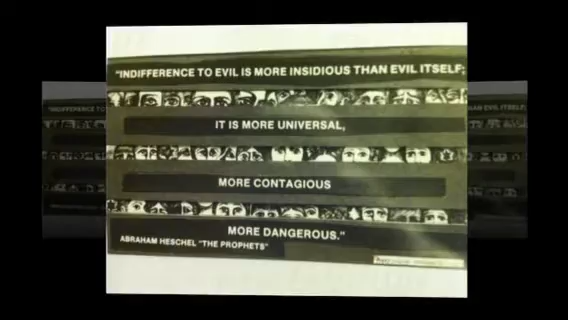 "INDIFFERENCE TO EVIL IS MORE INSIDIOUS THAN EVIL ITSELF;
IT IS MORE UNIVERSAL,
MORE CONTAGIOUS
MORE DANGEROUS."
ABRAHAM HESCHEL "THE PROPHETS"